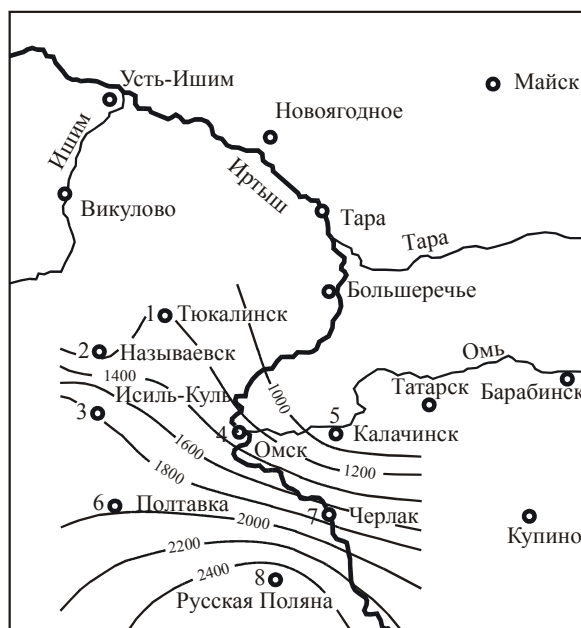 Усть-Ишим
Майск
Новоягодное
Ишим
Иртыш
Викулово
Тара
Тара
Большеречье
1 Тюкалинск
2 Называевск
Омь
1400
1000
Татарск
Барабинск
Исиль-Куль
3
4
Омск
5
Калачинск
1600
1200
1800
6 Полтавка
7 Черлак
2000
Купино
2200
2400
8
Русская Поляна